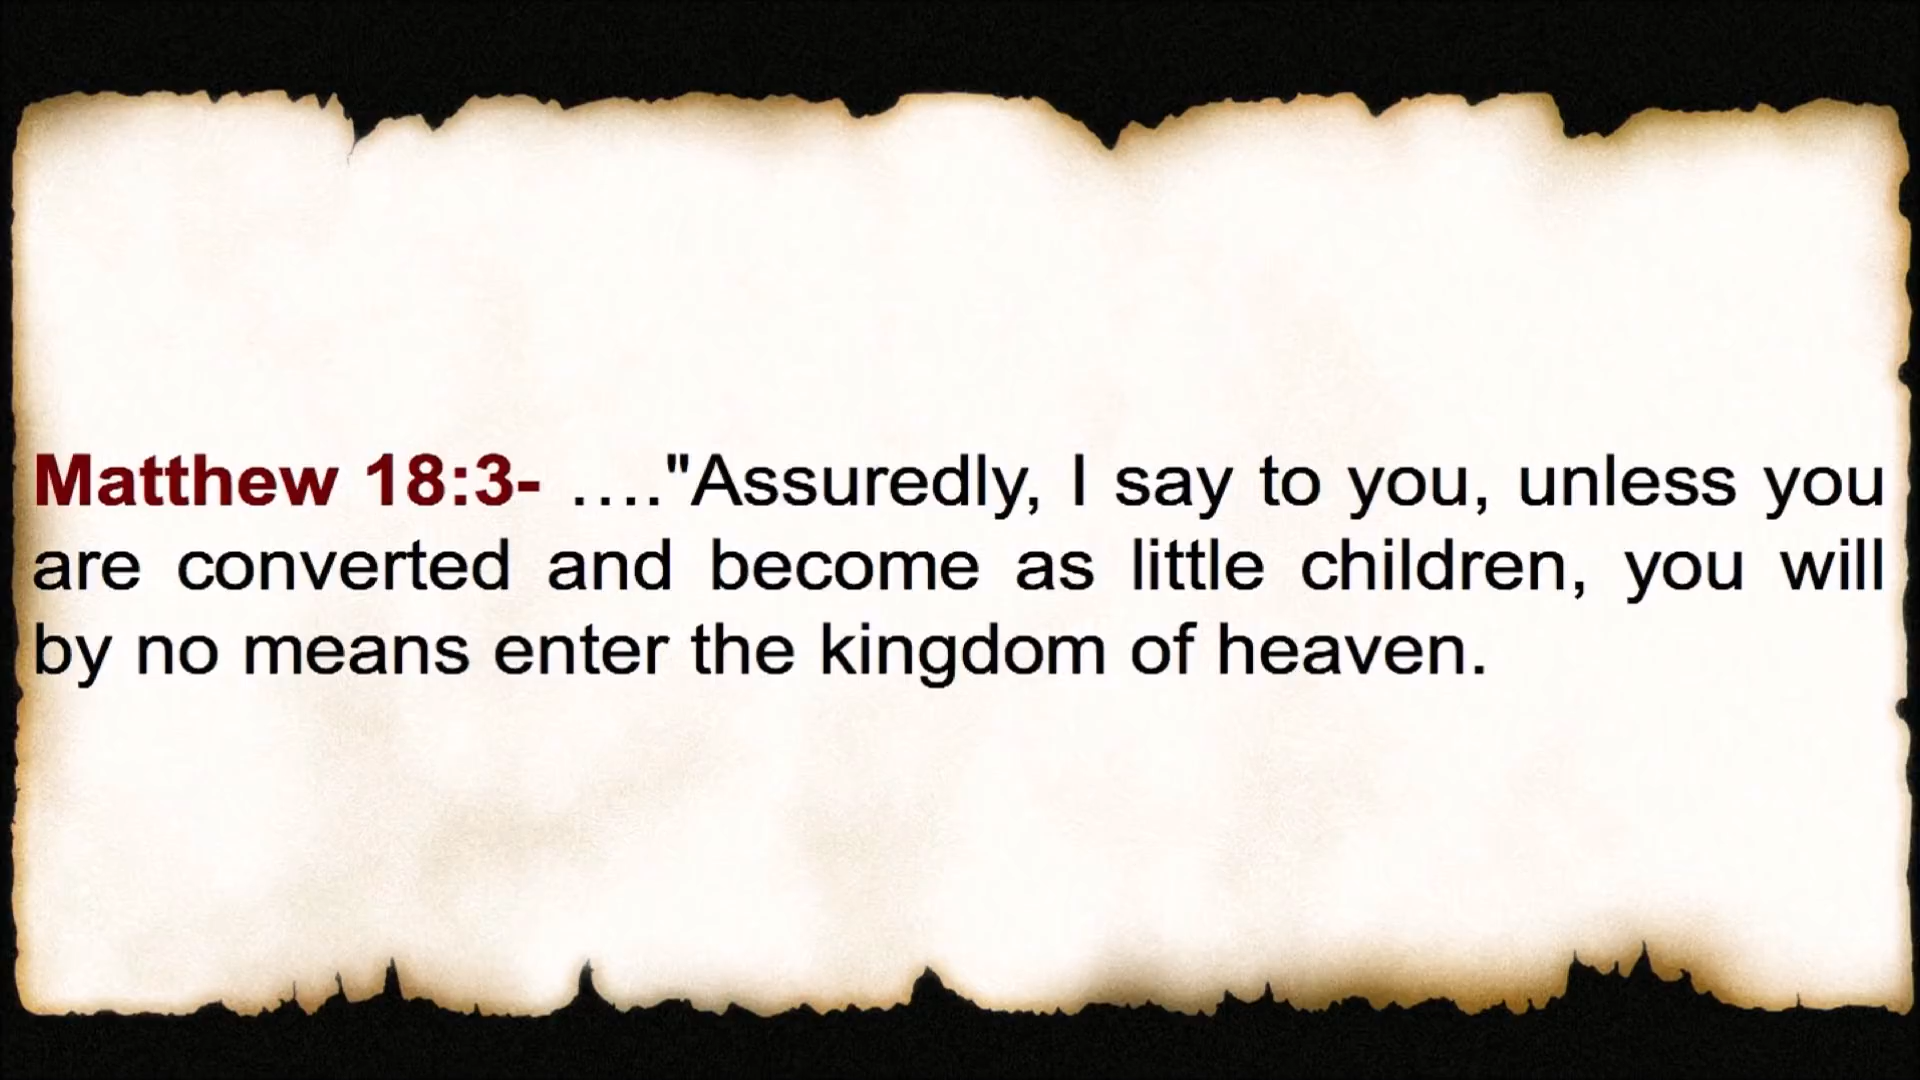 Matthew 18:3- …."Assuredly, I say to you, unless you
are converted and become as little children, you will
by no means enter the kingdom of heaven.